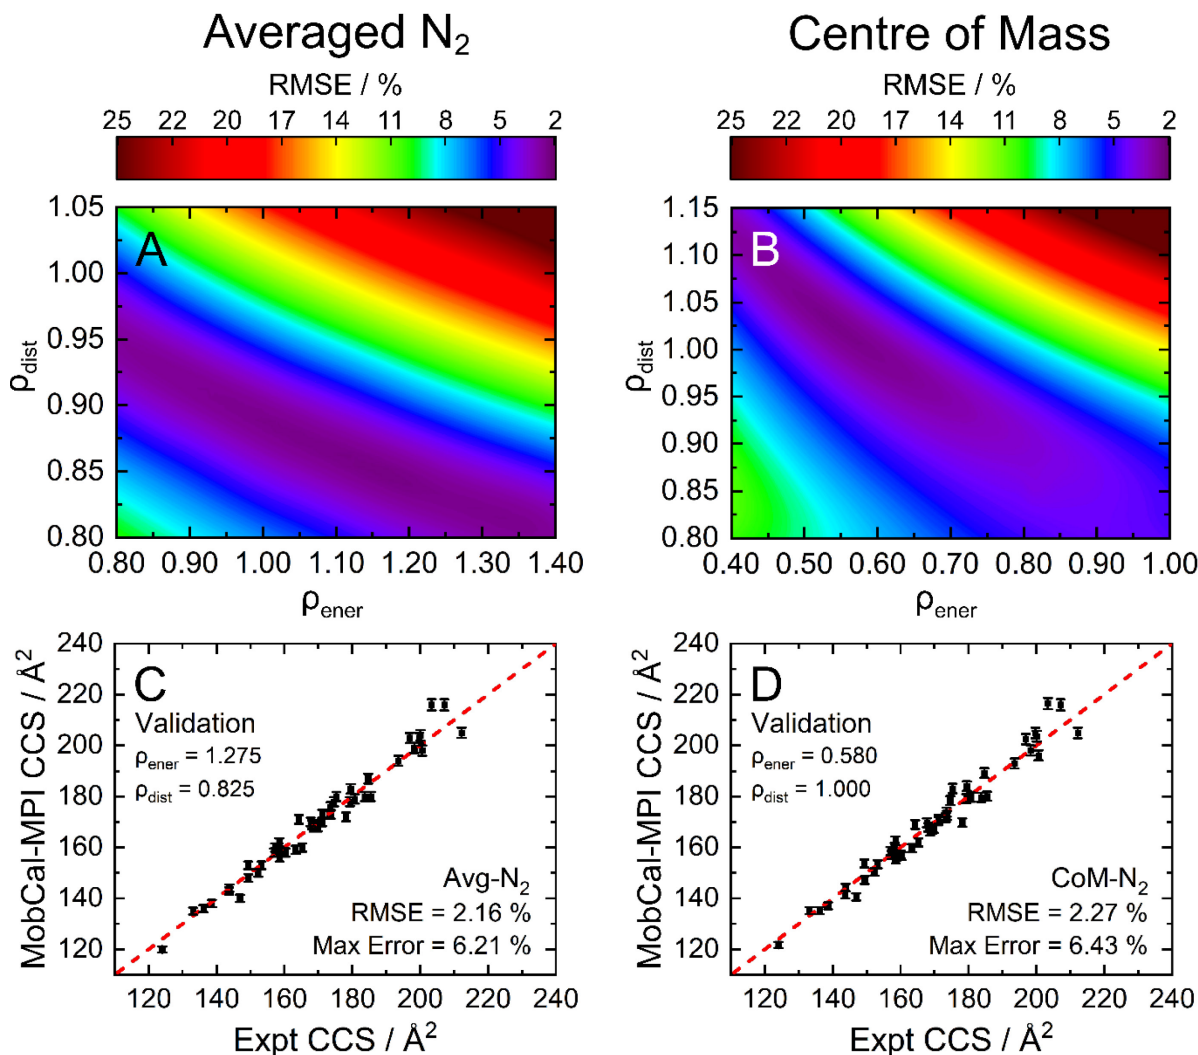 Averaged N₂
RMSE / %
25 22 20 17 14 11 8 5 2
1.05
1.00
0.95
0.90
0.85
0.80
ρdist
A
0.80 0.90 1.00 1.10 1.20 1.30 1.40
ρener
Centre of Mass
RMSE / %
25 22 20 17 14 11 8 5 2
1.15
1.10
1.05
1.00
0.95
0.90
0.85
0.80
ρdist
B
0.40 0.50 0.60 0.70 0.80 0.90 1.00
ρener
MobCal-MPI CCS / Å²
240
220
200
180
160
140
120
C
Validation
ρener = 1.275
ρdist = 0.825
Avg-N₂
RMSE = 2.16 %
Max Error = 6.21 %
120 140 160 180 200 220 240
Expt CCS / Å²
MobCal-MPI CCS / Å²
240
220
200
180
160
140
120
D
Validation
ρener = 0.580
ρdist = 1.000
CoM-N₂
RMSE = 2.27 %
Max Error = 6.43 %
120 140 160 180 200 220 240
Expt CCS / Å²